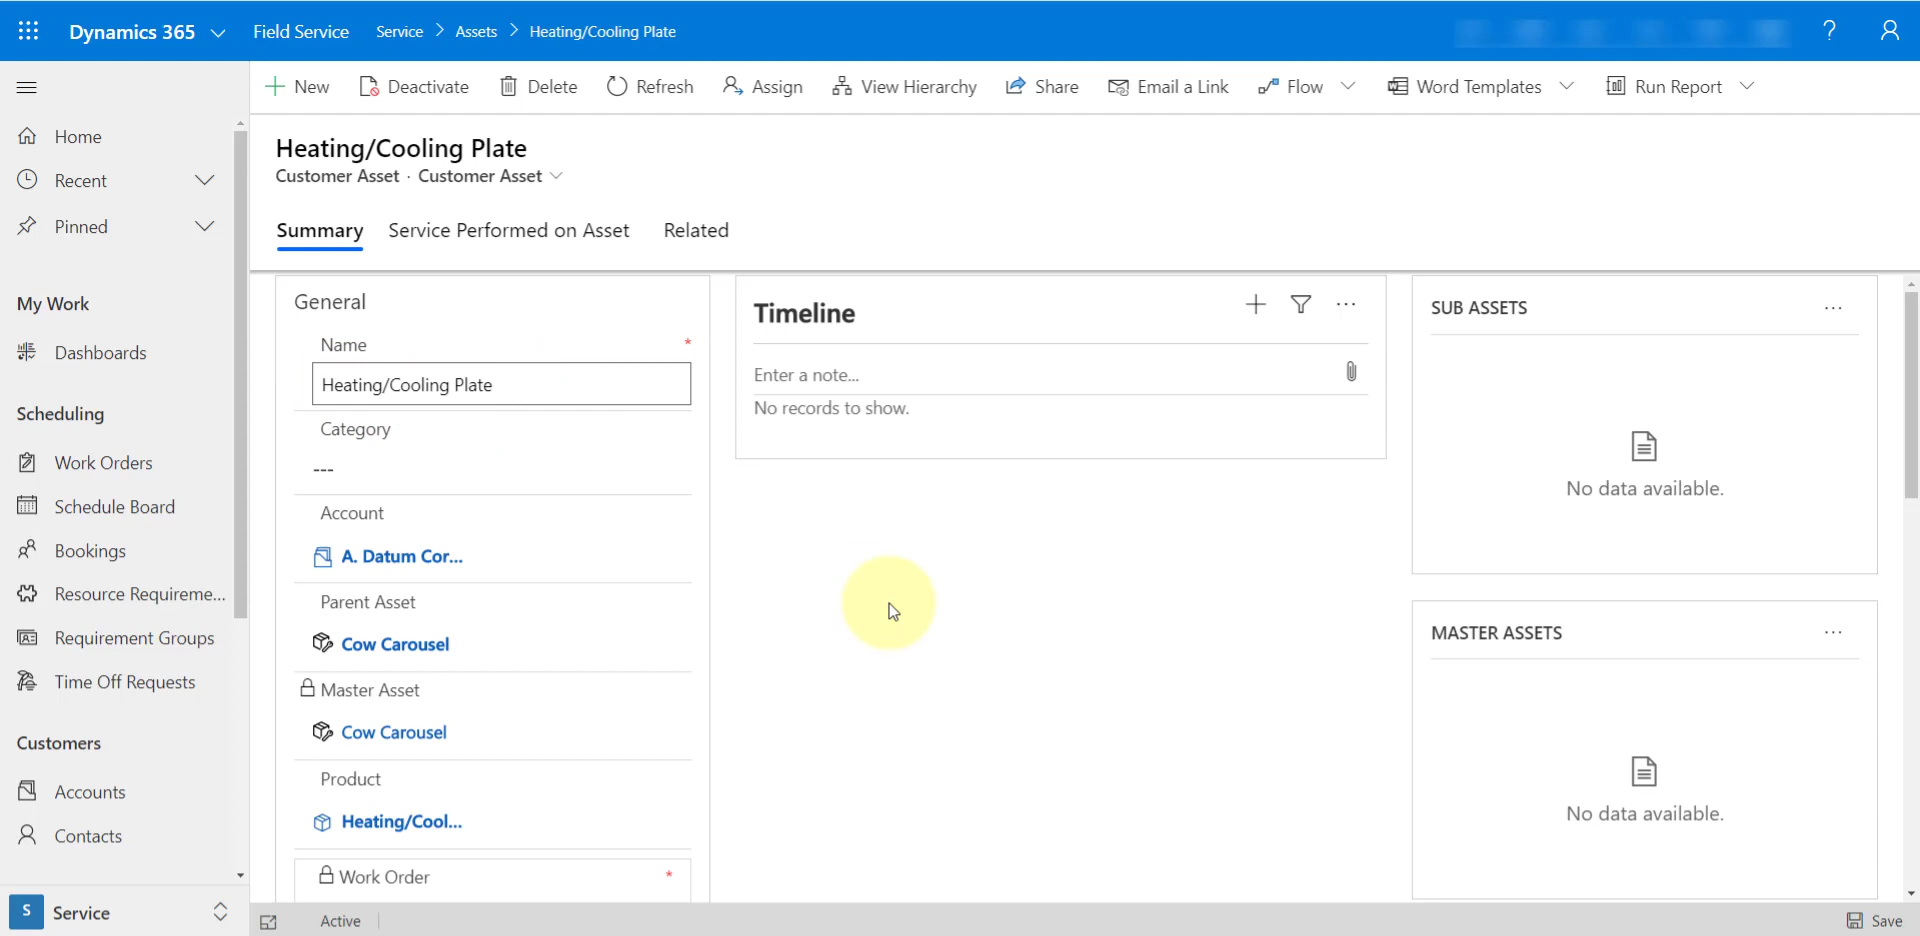 Dynamics 365 Field Service Service > Assets > Heating/Cooling Plate ?
New Deactivate Delete Refresh Assign View Hierarchy Share Email a Link Flow Word Templates Run Report
Home
Recent
Pinned
My Work
Dashboards
Scheduling
Work Orders
Schedule Board
Bookings
Resource Requireme...
Requirement Groups
Time Off Requests
Customers
Accounts
Contacts
S Service
Heating/Cooling Plate
Customer Asset · Customer Asset
Summary Service Performed on Asset Related
General
Name *
Heating/Cooling Plate
Category
---
Account
A. Datum Cor...
Parent Asset
Cow Carousel
Master Asset
Cow Carousel
Product
Heating/Cool...
Work Order *
Timeline
Enter a note...
No records to show.
SUB ASSETS
No data available.
MASTER ASSETS
No data available.
Active
Save